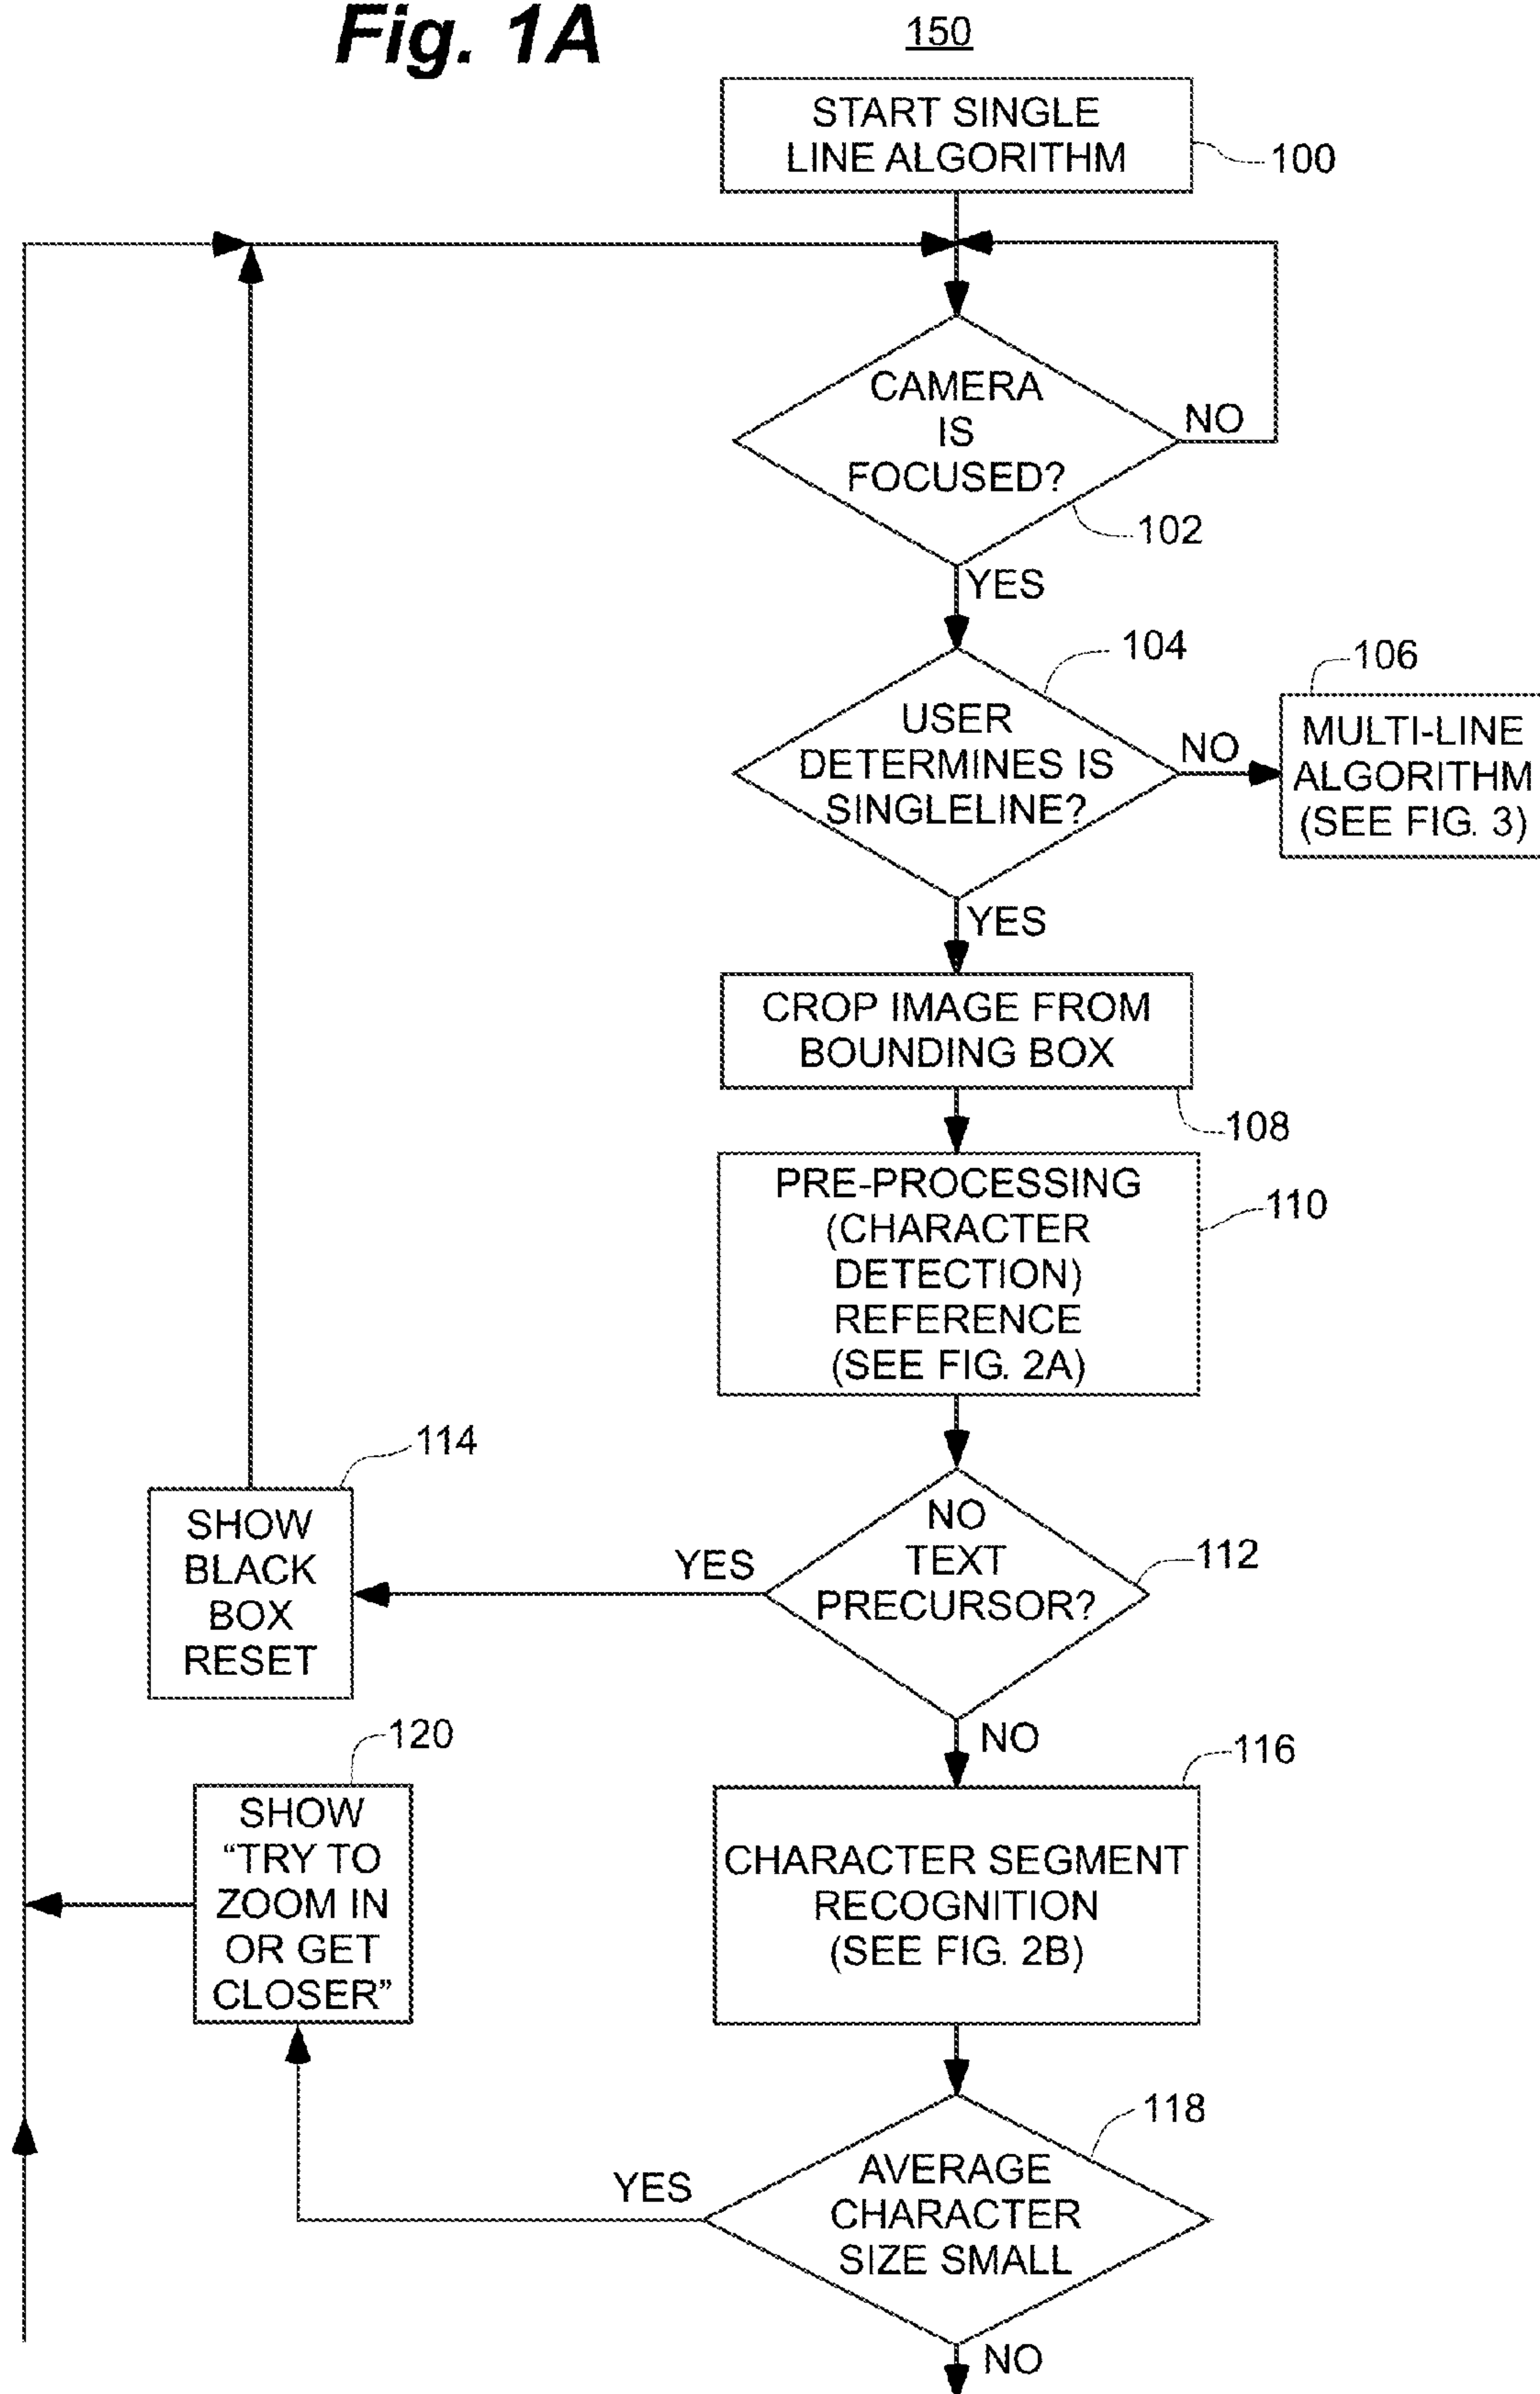 Fig. 1A
150
START SINGLE
LINE ALGORITHM
100
CAMERA
IS
FOCUSED?
NO
102
YES
104
106
USER
DETERMINES IS
SINGLELINE?
NO
MULTI-LINE
ALGORITHM
(SEE FIG. 3)
YES
CROP IMAGE FROM
BOUNDING BOX
108
PRE-PROCESSING
(CHARACTER
DETECTION)
REFERENCE
(SEE FIG. 2A)
110
114
SHOW
BLACK
BOX
RESET
YES
NO
TEXT
PRECURSOR?
112
NO
120
116
SHOW
“TRY TO
ZOOM IN
OR GET
CLOSER”
CHARACTER SEGMENT
RECOGNITION
(SEE FIG. 2B)
118
YES
AVERAGE
CHARACTER
SIZE SMALL
NO